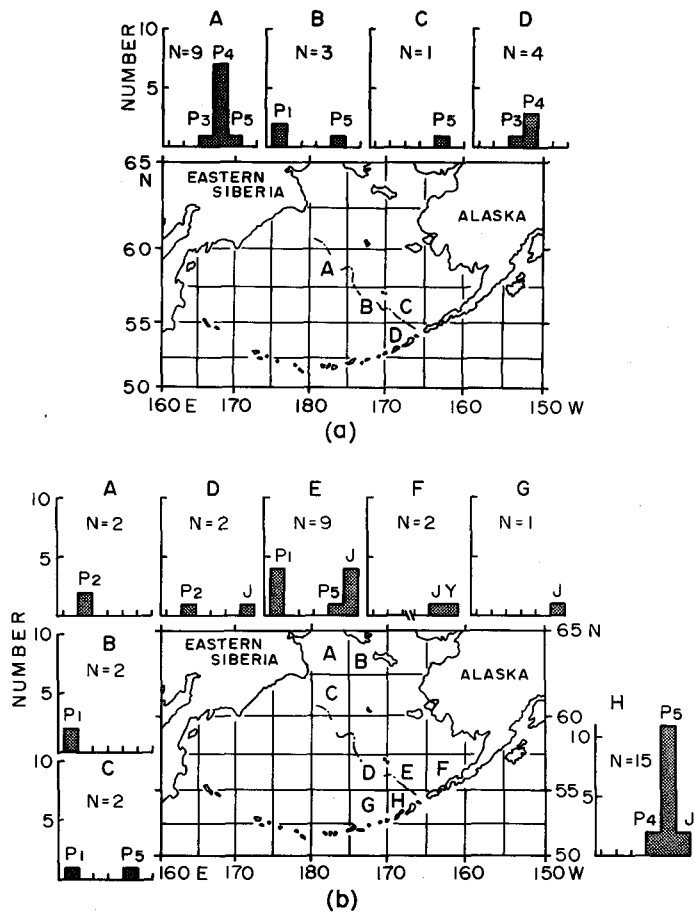 A B C D
NUMBER
10
5
N=9 P4
P3 P5
N=3
P1 P5
N=1
P5
N=4
P3 P4
65
N
60
55
50
EASTERN
SIBERIA
ALASKA
A
B C
D
160 E 170 180 170 160 150 W
(a)
A D E F G
NUMBER
10
5
N=2
P2
N=2
P2 J
N=9
P1 P5 J
N=2
J Y
N=1
J
B
10
5
N=2
P1
C
10
5
N=2
P1 P5
EASTERN
SIBERIA
ALASKA
A B
C
D E F
G H
65 N
60
55
50
160 E 170 180 170 160 150 W
H
10
5
N=15
P5
P4 J
(b)